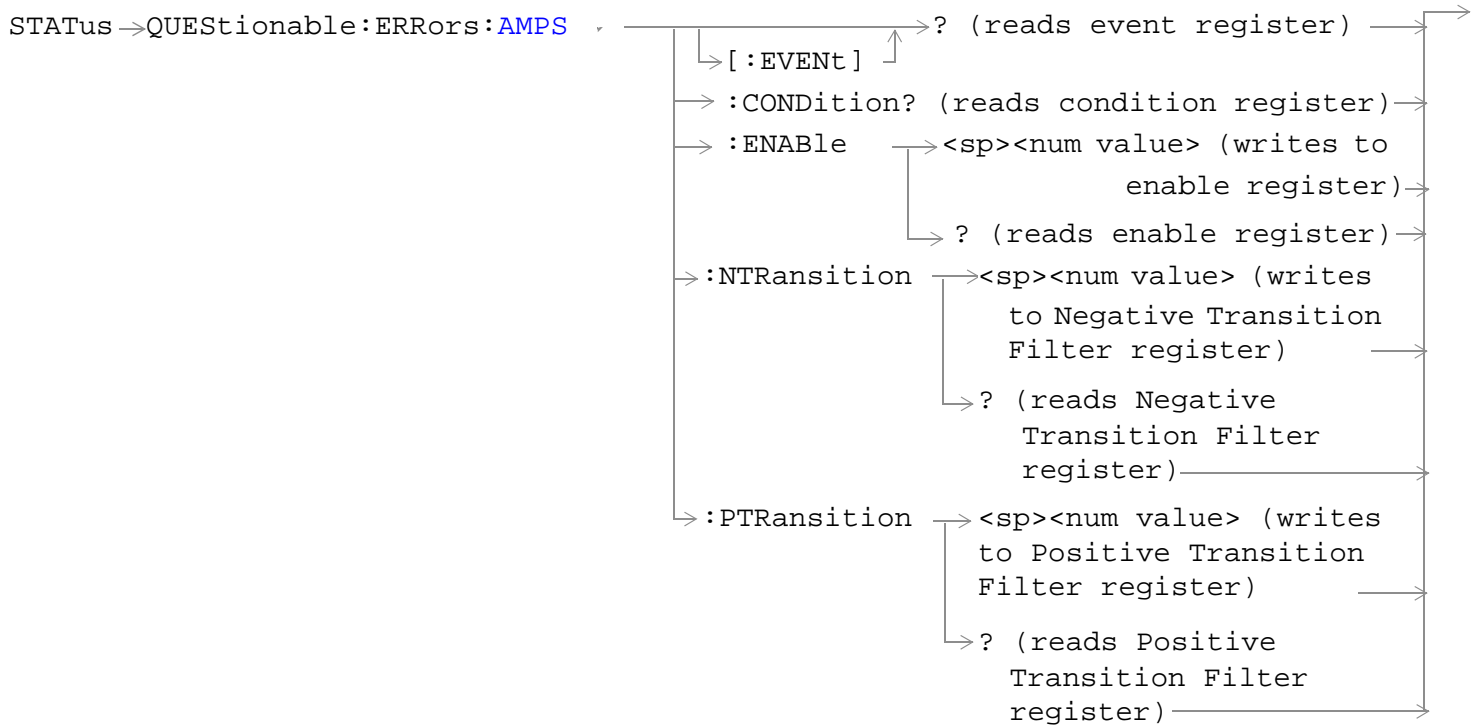 STATus QUEStionable:ERRors:AMPS ? (reads event register)
[:EVENt]
:CONDition? (reads condition register)
:ENABle <sp><num value> (writes to
enable register)
? (reads enable register)
:NTRansition <sp><num value> (writes
to Negative Transition
Filter register)
? (reads Negative
Transition Filter
register)
:PTRansition <sp><num value> (writes
to Positive Transition
Filter register)
? (reads Positive
Transition Filter
register)